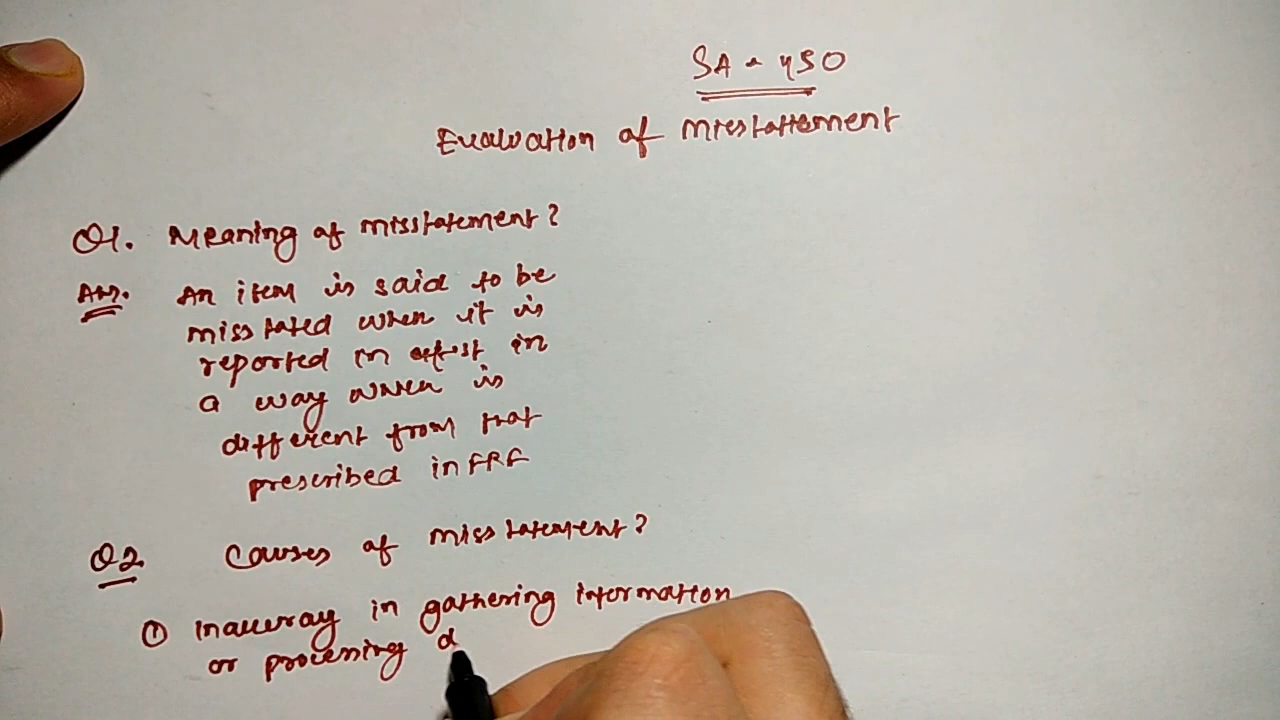 SA - 450
Evaluation of Misstatement
Q1. Meaning of misstatement?
Ans. An item is said to be
misstated when it is
reported in in
a way when is
different from that
prescribed in FRF
Q2 Causes of misstatement?
① Inaccuracy in gathering information
or processing d